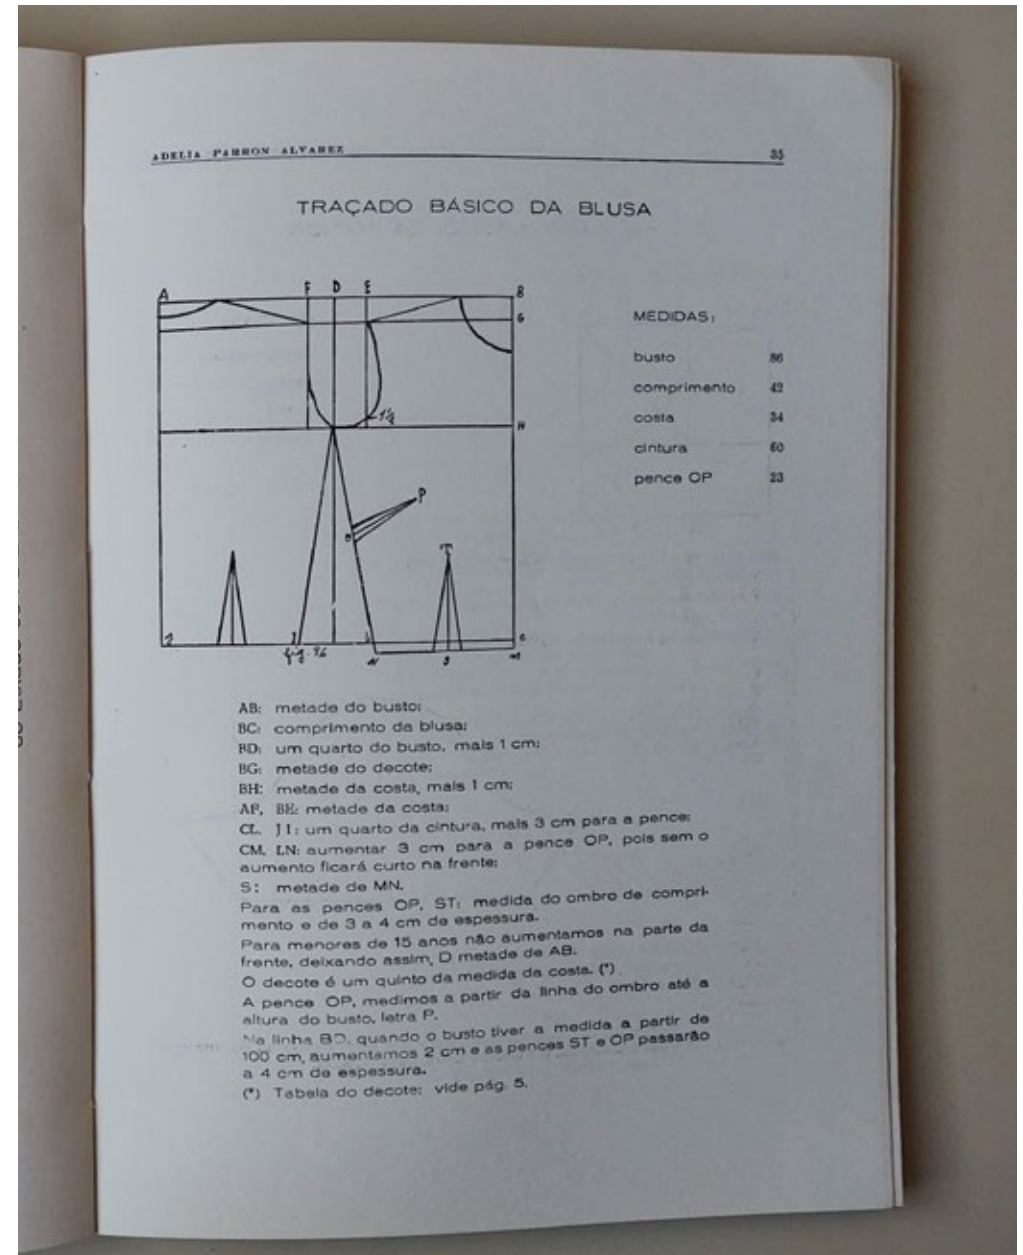 ADELIA PARRON ALVAREZ 35
TRAÇADO BÁSICO DA BLUSA
A F D E B
G
MEDIDAS:
busto 86
comprimento 42
costa 34
cintura 60
pence OP 23
H
P
O
T
J I L C
fig. 26
N S M
AB: metade do busto;
BC: comprimento da blusa;
BD: um quarto do busto, mais 1 cm;
BG: metade do decote;
BH: metade da costa, mais 1 cm;
AF, BE: metade da costa;
CL, JI: um quarto da cintura, mais 3 cm para a pence;
CM, LN: aumentar 3 cm para a pence OP, pois sem o
aumento ficará curto na frente;
S: metade de MN.
Para as pences OP, ST: medida do ombro de compri-
mento e de 3 a 4 cm de espessura.
Para menores de 15 anos não aumentamos na parte da
frente, deixando assim, D metade de AB.
O decote é um quinto da medida da costa. (*)
A pence OP, medimos a partir da linha do ombro até a
altura do busto, letra P.
Na linha BD, quando o busto tiver a medida a partir de
100 cm, aumentamos 2 cm e as pences ST e OP passarão
a 4 cm de espessura.
(*) Tabela do decote: vide pág. 5.